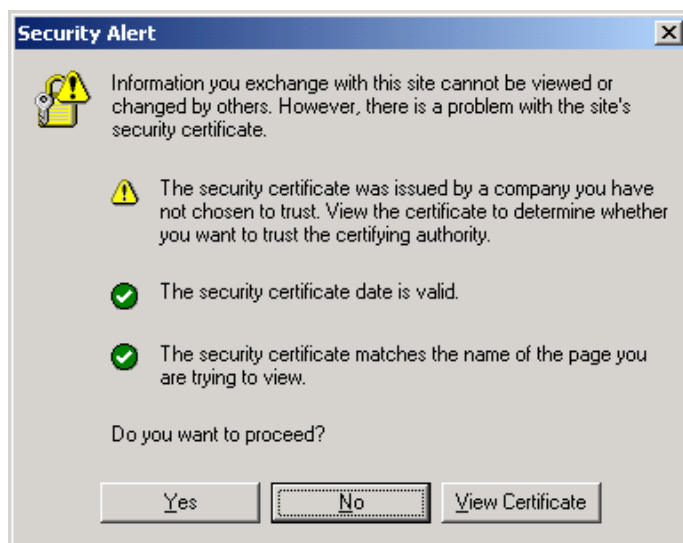 Security Alert
Information you exchange with this site cannot be viewed or
changed by others. However, there is a problem with the site's
security certificate.
The security certificate was issued by a company you have
not chosen to trust. View the certificate to determine whether
you want to trust the certifying authority.
The security certificate date is valid.
The security certificate matches the name of the page you
are trying to view.
Do you want to proceed?
Yes
No
View Certificate